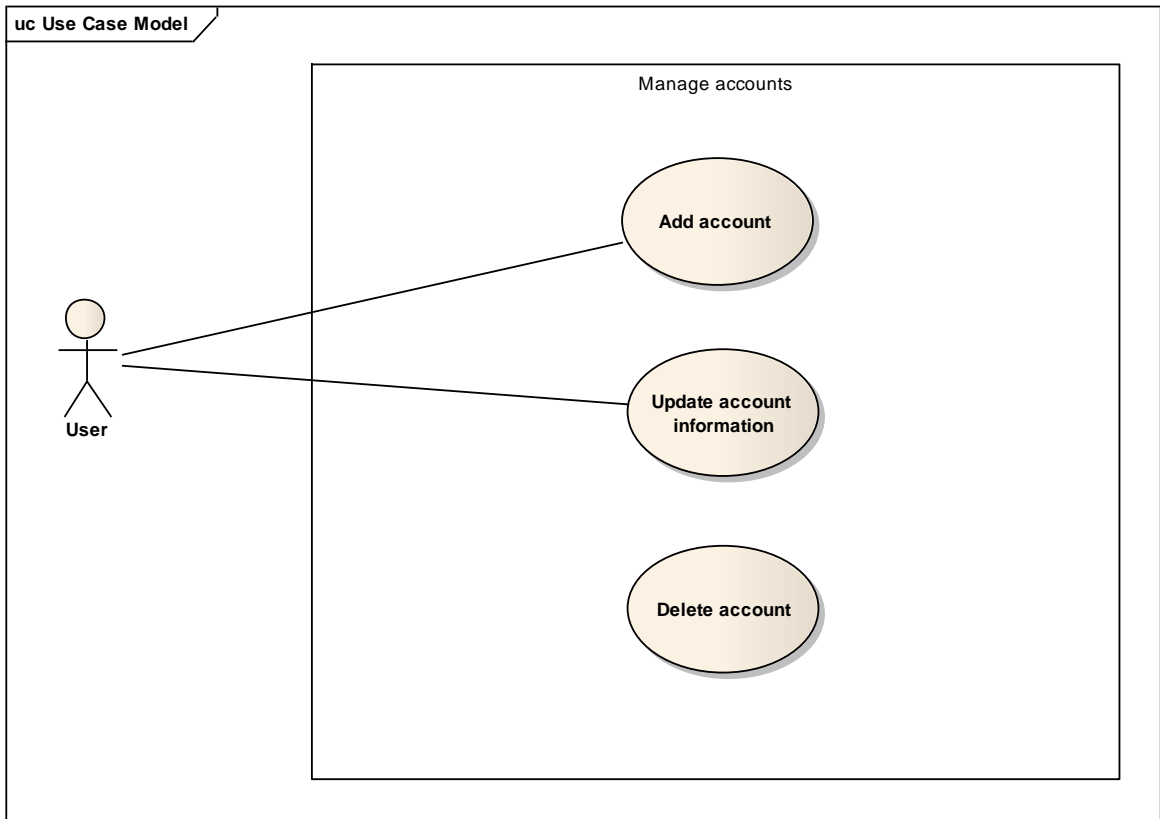 uc Use Case Model
Manage accounts
Add account
Update account
information
User
Delete account